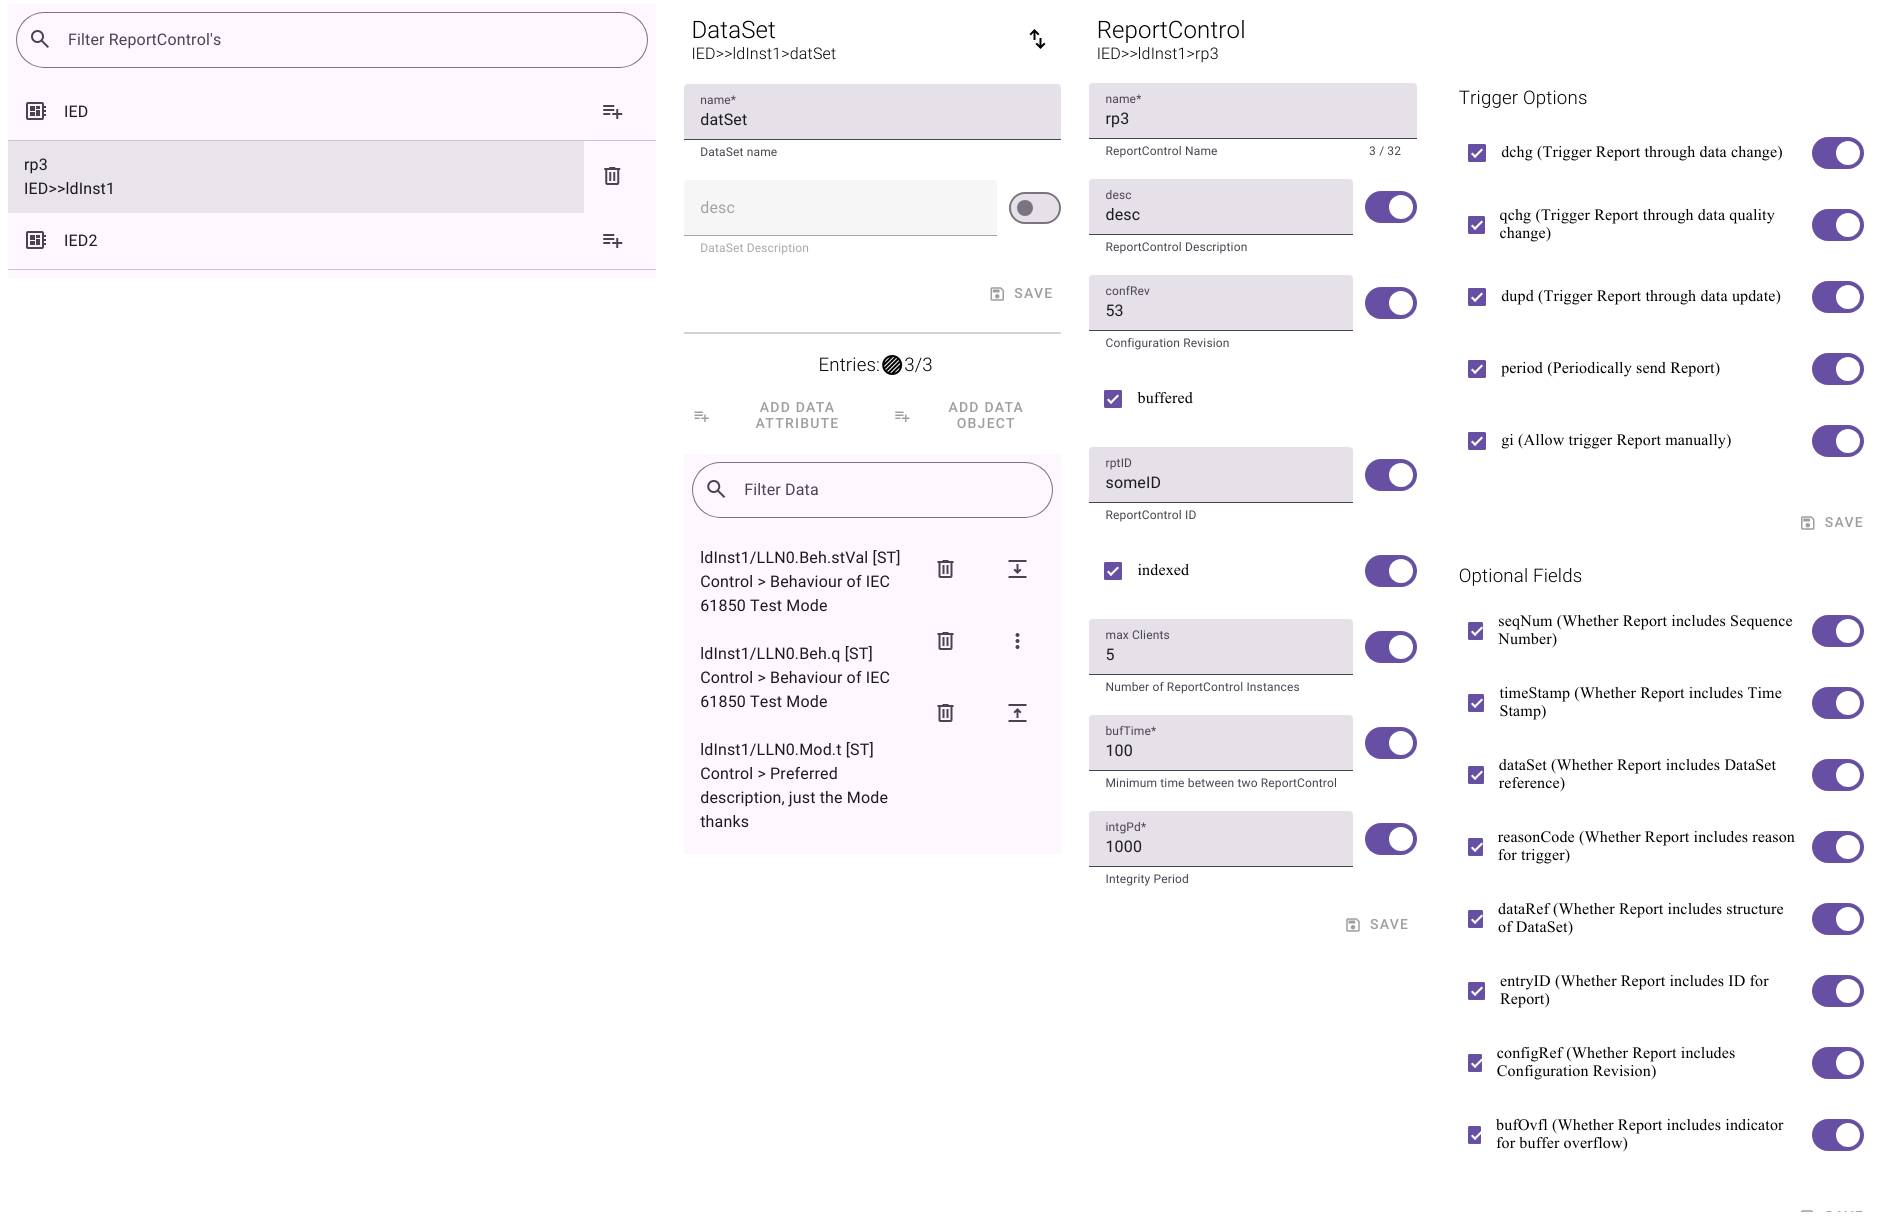 Filter ReportControl's
IED
rp3
IED>>ldInst1
IED2
DataSet
IED>>ldInst1>datSet
name*
datSet
DataSet name
desc
DataSet Description
SAVE
Entries: 3/3
ADD DATA
ATTRIBUTE
ADD DATA
OBJECT
Filter Data
ldInst1/LLN0.Beh.stVal [ST]
Control > Behaviour of IEC
61850 Test Mode
ldInst1/LLN0.Beh.q [ST]
Control > Behaviour of IEC
61850 Test Mode
ldInst1/LLN0.Mod.t [ST]
Control > Preferred
description, just the Mode
thanks
ReportControl
IED>>ldInst1>rp3
name*
rp3
ReportControl Name
3 / 32
desc
desc
ReportControl Description
confRev
53
Configuration Revision
buffered
rptID
someID
ReportControl ID
indexed
max Clients
5
Number of ReportControl Instances
bufTime*
100
Minimum time between two ReportControl
intgPd*
1000
Integrity Period
SAVE
Trigger Options
dchg (Trigger Report through data change)
qchg (Trigger Report through data quality
change)
dupd (Trigger Report through data update)
period (Periodically send Report)
gi (Allow trigger Report manually)
SAVE
Optional Fields
seqNum (Whether Report includes Sequence
Number)
timeStamp (Whether Report includes Time
Stamp)
dataSet (Whether Report includes DataSet
reference)
reasonCode (Whether Report includes reason
for trigger)
dataRef (Whether Report includes structure
of DataSet)
entryID (Whether Report includes ID for
Report)
configRef (Whether Report includes
Configuration Revision)
bufOvfl (Whether Report includes indicator
for buffer overflow)